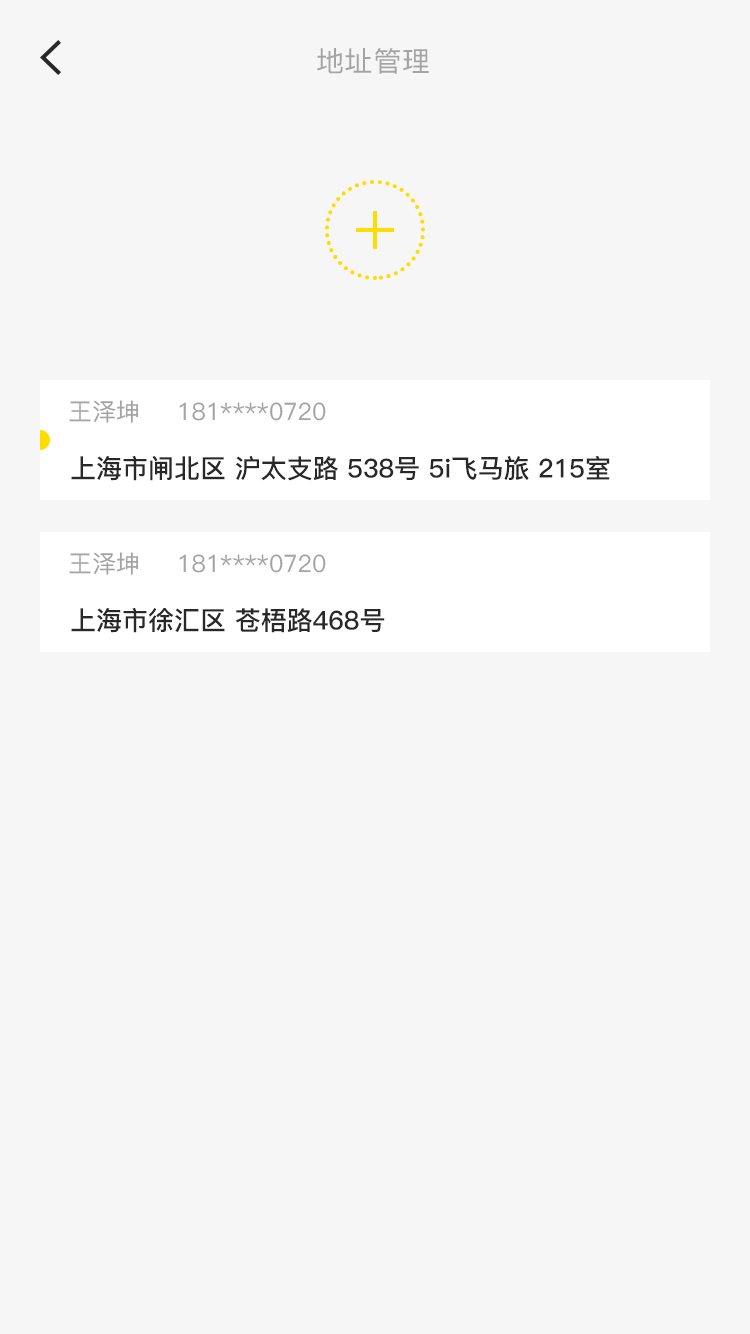 地址管理
王泽坤 181****0720
上海市闸北区 沪太支路 538号 5i飞马旅 215室
王泽坤 181****0720
上海市徐汇区 苍梧路468号